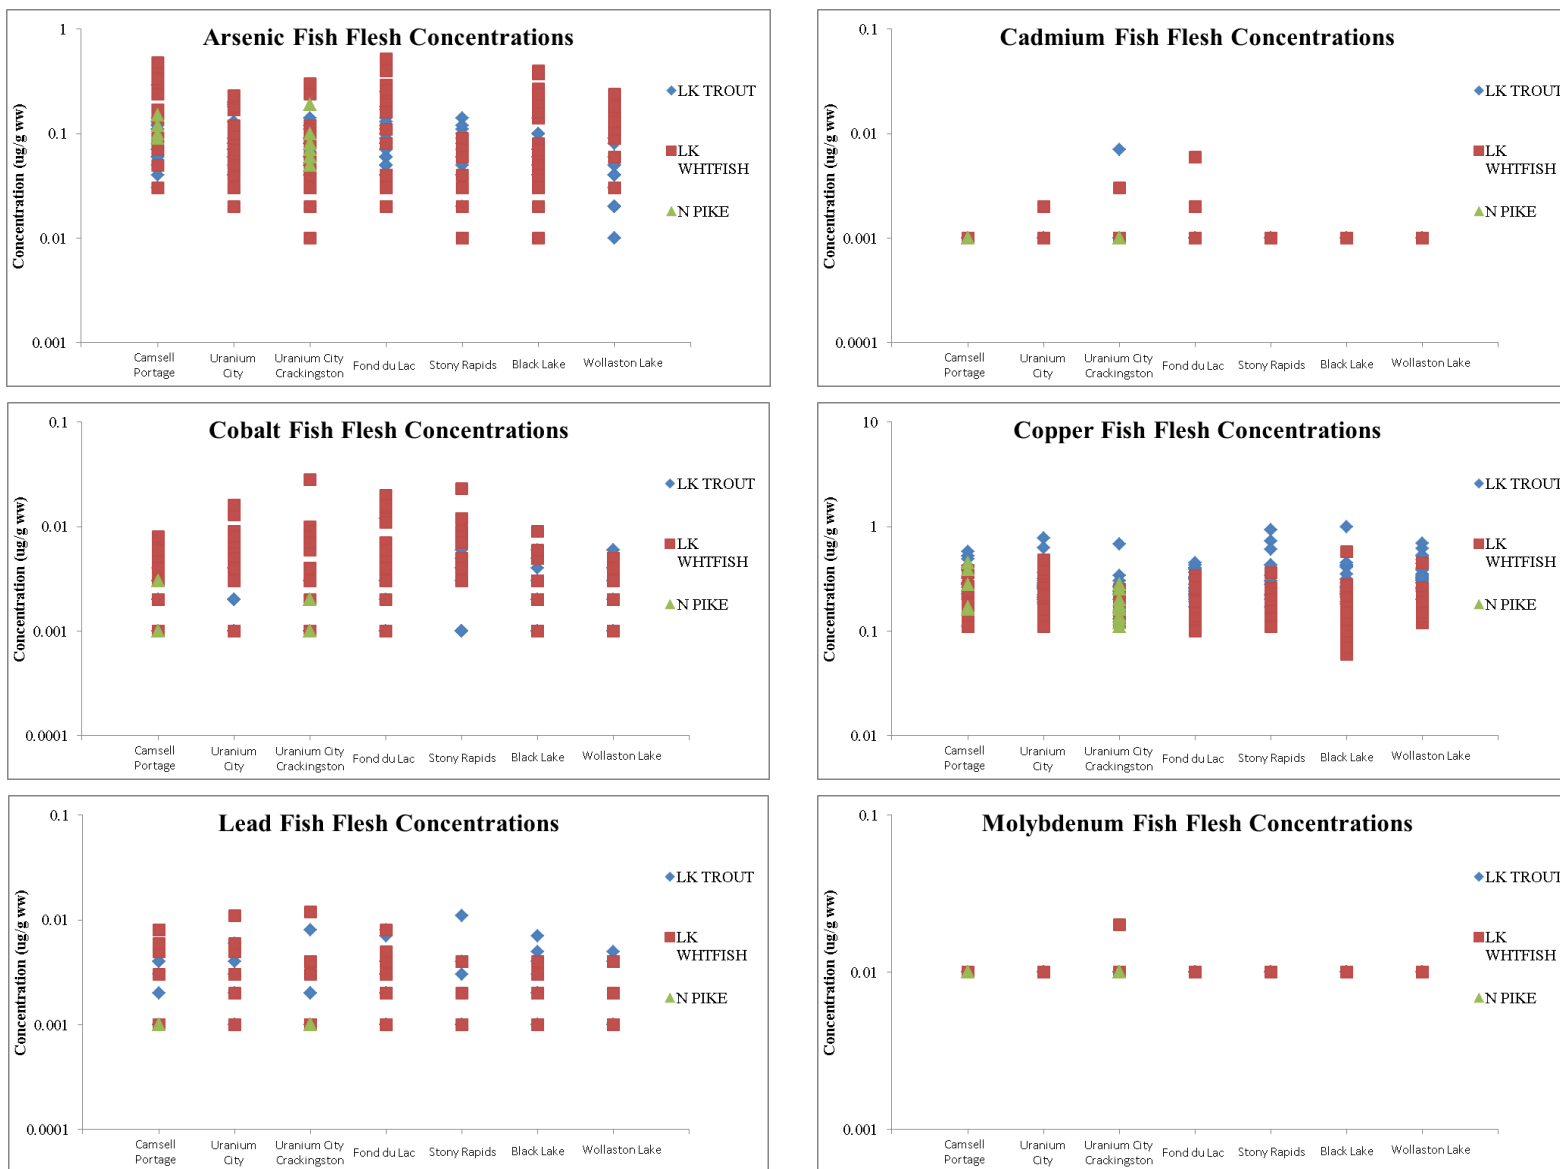 Arsenic Fish Flesh Concentrations
Concentration (ug/g ww)
1
0.1
0.01
0.001
LK TROUT
LK
WHTFISH
N PIKE
Camsell
Portage
Uranium
City
Uranium City
Crackingston
Fond du Lac
Stony Rapids
Black Lake
Wollaston Lake
Cadmium Fish Flesh Concentrations
Concentration (ug/g ww)
0.1
0.01
0.001
0.0001
LK TROUT
LK
WHTFISH
N PIKE
Camsell
Portage
Uranium
City
Uranium City
Crackingston
Fond du Lac
Stony Rapids
Black Lake
Wollaston Lake
Cobalt Fish Flesh Concentrations
Concentration (ug/g ww)
0.1
0.01
0.001
0.0001
LK TROUT
LK
WHTFISH
N PIKE
Camsell
Portage
Uranium
City
Uranium City
Crackingston
Fond du Lac
Stony Rapids
Black Lake
Wollaston Lake
Copper Fish Flesh Concentrations
Concentration (ug/g ww)
10
1
0.1
0.01
LK TROUT
LK
WHTFISH
N PIKE
Camsell
Portage
Uranium
City
Uranium City
Crackingston
Fond du Lac
Stony Rapids
Black Lake
Wollaston Lake
Lead Fish Flesh Concentrations
Concentration (ug/g ww)
0.1
0.01
0.001
0.0001
LK TROUT
LK
WHTFISH
N PIKE
Camsell
Portage
Uranium
City
Uranium City
Crackingston
Fond du Lac
Stony Rapids
Black Lake
Wollaston Lake
Molybdenum Fish Flesh Concentrations
Concentration (ug/g ww)
0.1
0.01
0.001
LK TROUT
LK
WHTFISH
N PIKE
Camsell
Portage
Uranium
City
Uranium City
Crackingston
Fond du Lac
Stony Rapids
Black Lake
Wollaston Lake